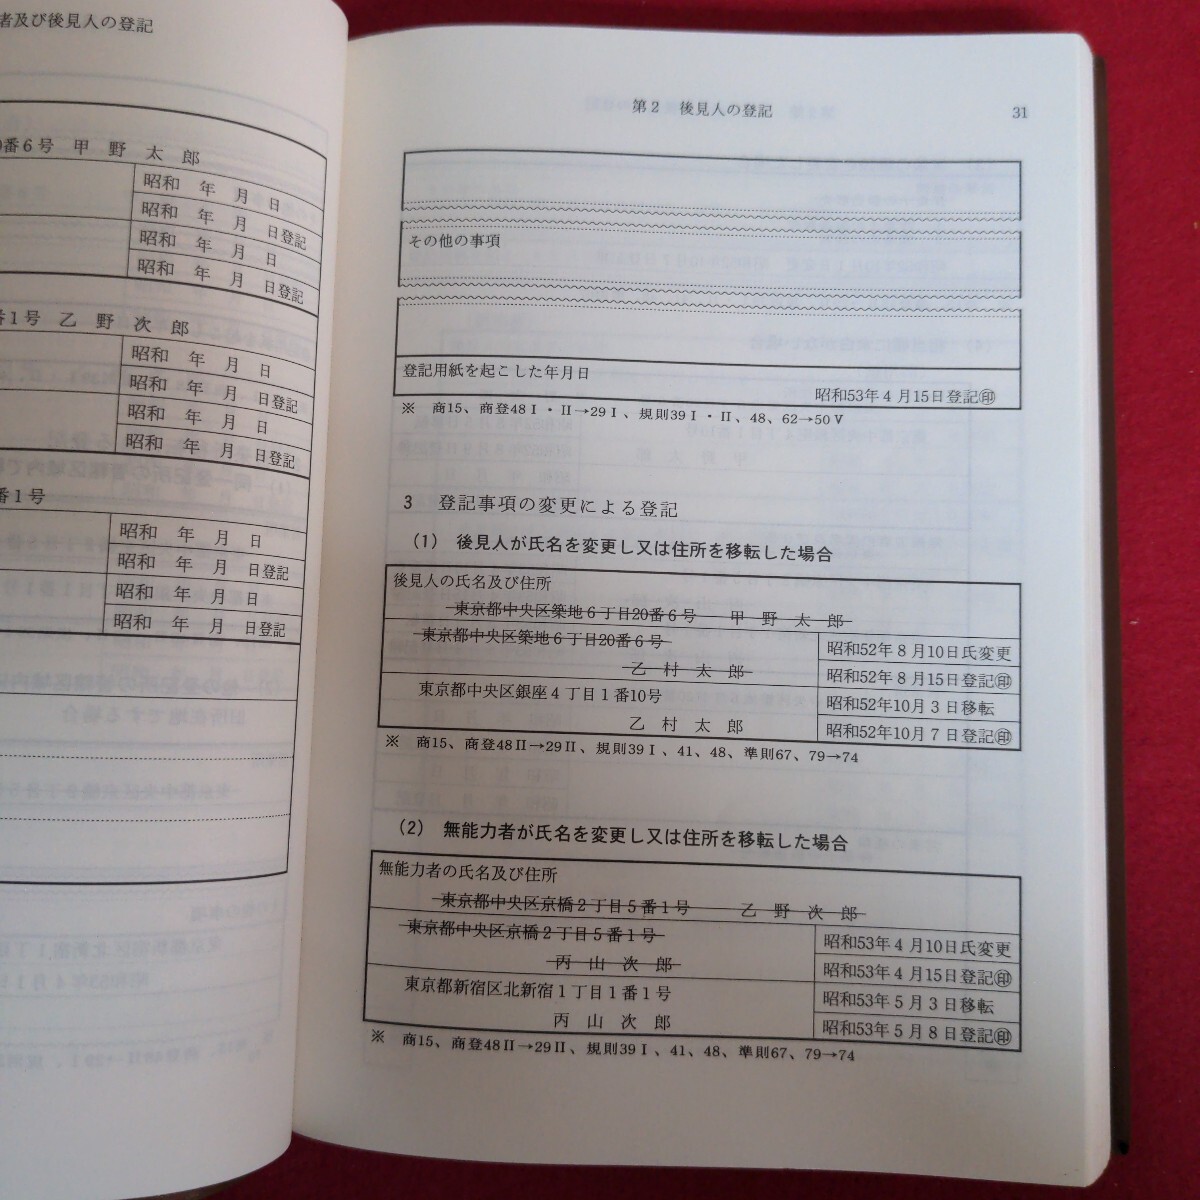 者及び後見人の登記
番6号 甲野太郎
昭和 年 月 日
昭和 年 月 日登記
昭和 年 月 日
昭和 年 月 日登記
番1号 乙野次郎
昭和 年 月 日
昭和 年 月 日登記
昭和 年 月 日
昭和 年 月 日登記
番1号
昭和 年 月 日
昭和 年 月 日登記
昭和 年 月 日
昭和 年 月 日登記
第2 後見人の登記 31
その他の事項
登記用紙を起こした年月日
昭和53年4月15日登記㊞
※ 商15、商登48Ⅰ・Ⅱ→29Ⅰ、規則39Ⅰ・Ⅱ、48、62→50Ⅴ
3 登記事項の変更による登記
(1) 後見人が氏名を変更し又は住所を移転した場合
後見人の氏名及び住所
東京都中央区築地6丁目20番6号 甲野太郎
東京都中央区築地6丁目20番6号
乙村太郎
昭和52年8月10日氏変更
昭和52年8月15日登記㊞
東京都中央区銀座4丁目1番10号
乙村太郎
昭和52年10月3日移転
昭和52年10月7日登記㊞
※ 商15、商登48Ⅱ→29Ⅱ、規則39Ⅰ、41、48、準則67、79→74
(2) 無能力者が氏名を変更し又は住所を移転した場合
無能力者の氏名及び住所
東京都中央区京橋2丁目5番1号 乙野次郎
東京都中央区京橋2丁目5番1号
丙山次郎
昭和53年4月10日氏変更
昭和53年4月15日登記㊞
東京都新宿区北新宿1丁目1番1号
丙山次郎
昭和53年5月3日移転
昭和53年5月8日登記㊞
※ 商15、商登48Ⅱ→29Ⅱ、規則39Ⅰ、41、48、準則67、79→74